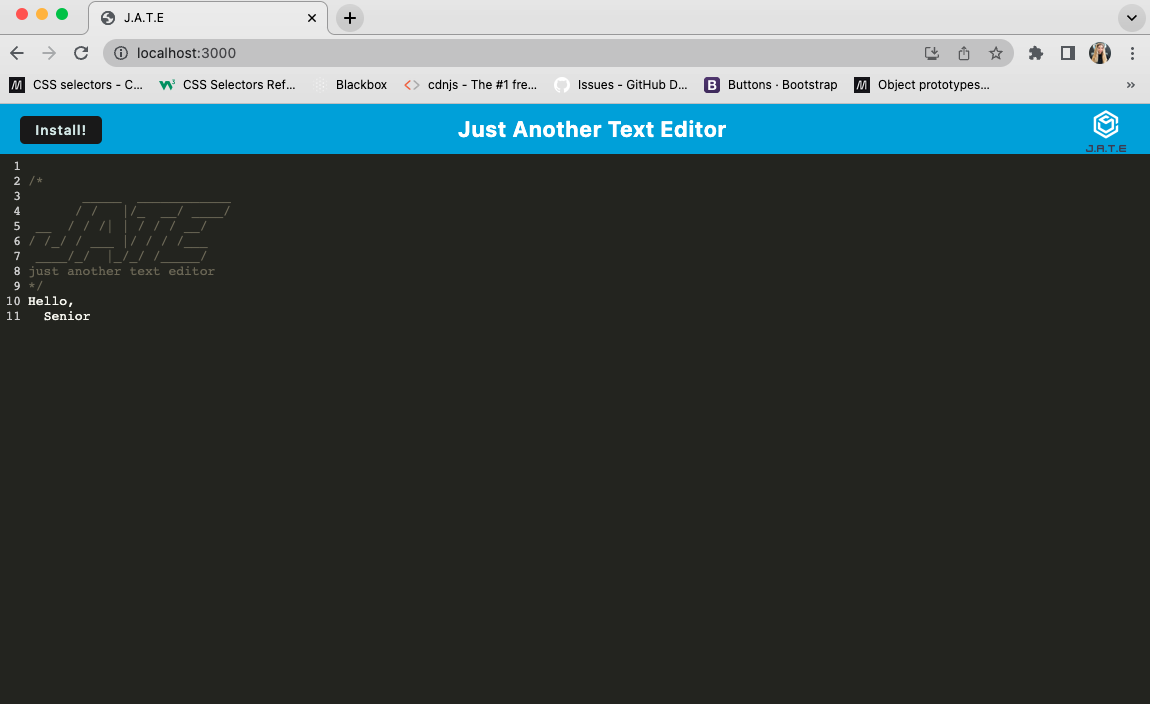 J.A.T.E
localhost:3000
CSS selectors - C...
CSS Selectors Ref...
Blackbox
cdnjs - The #1 fre...
Issues - GitHub D...
B
Buttons · Bootstrap
Object prototypes...
Install!
Just Another Text Editor
J.A.T.E
1
2 /*
3        _____  ____________
4       / /   |/_  __/ ____/
5  __  / / /| | / / / __/
6 / /_/ / ___ |/ / / /___
7  ____/_/  |_/_/ /_____/
8 just another text editor
9 */
10 Hello,
11   Senior